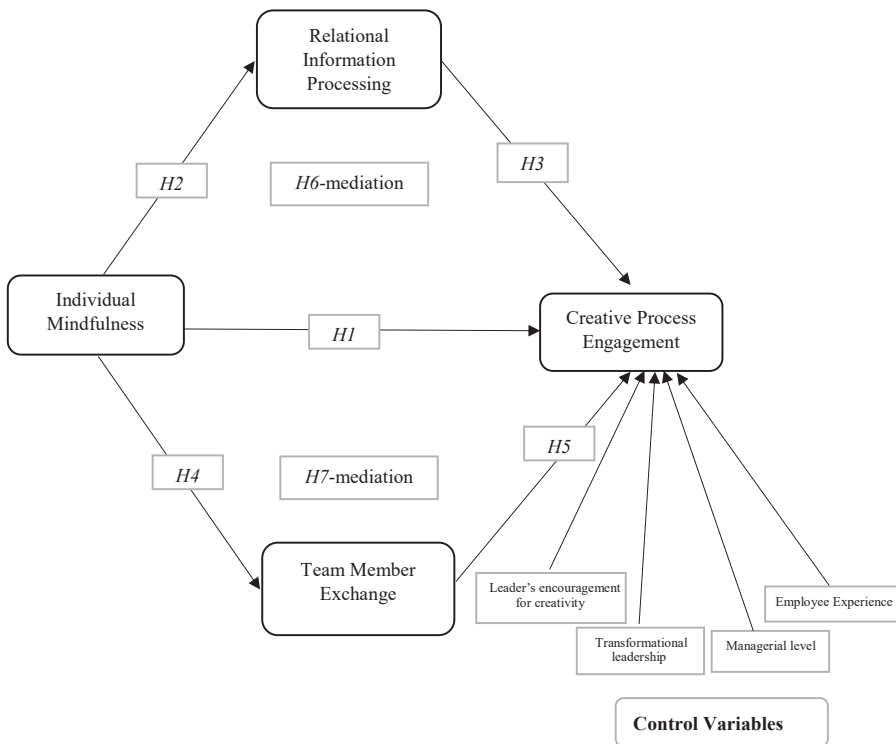 Relational
Information
Processing
H2
H3
H6-mediation
Individual
Mindfulness
H1
Creative Process
Engagement
H4
H5
H7-mediation
Team Member
Exchange
Leader's encouragement
for creativity
Transformational
leadership
Managerial level
Employee Experience
Control Variables